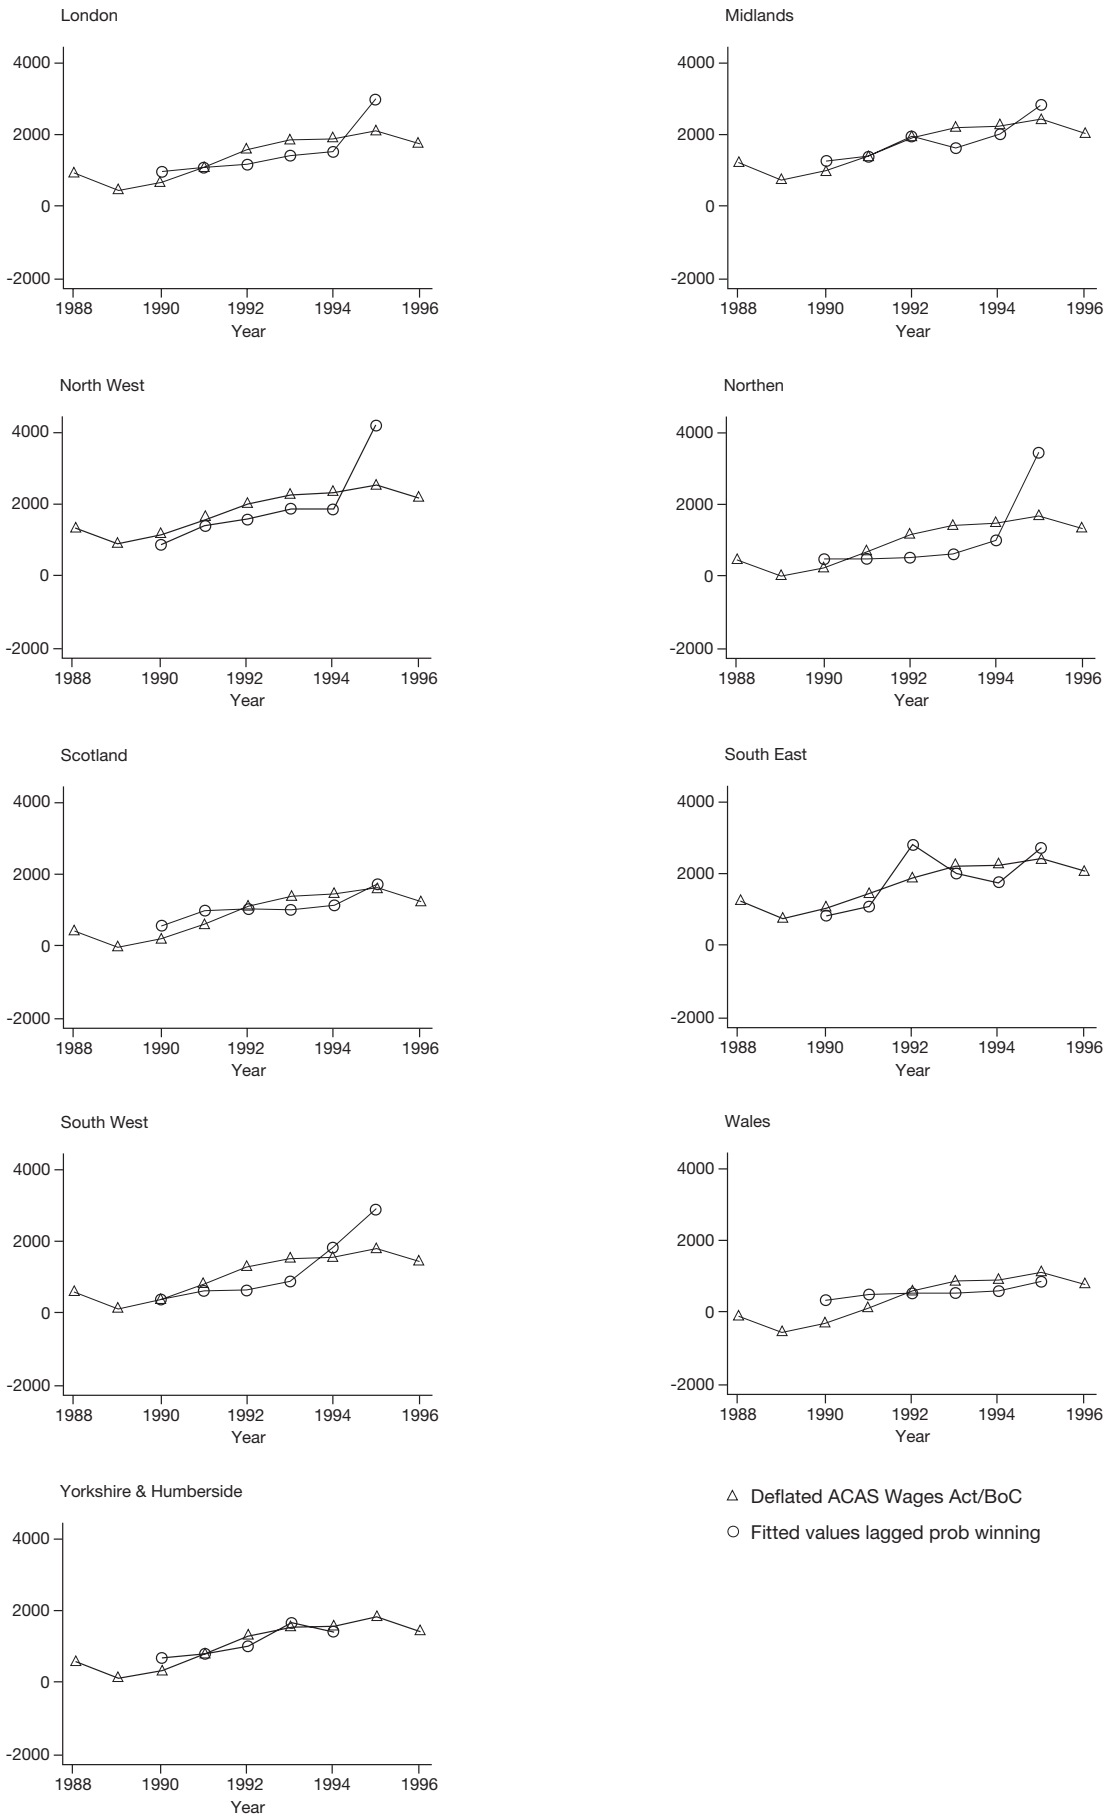 London
4000
2000
0
-2000
1988 1990 1992 1994 1996
Year
Midlands
4000
2000
0
-2000
1988 1990 1992 1994 1996
Year
North West
4000
2000
0
-2000
1988 1990 1992 1994 1996
Year
Northen
4000
2000
0
-2000
1988 1990 1992 1994 1996
Year
Scotland
4000
2000
0
-2000
1988 1990 1992 1994 1996
Year
South East
4000
2000
0
-2000
1988 1990 1992 1994 1996
Year
South West
4000
2000
0
-2000
1988 1990 1992 1994 1996
Year
Wales
4000
2000
0
-2000
1988 1990 1992 1994 1996
Year
Yorkshire & Humberside
4000
2000
0
-2000
1988 1990 1992 1994 1996
Year
Deflated ACAS Wages Act/BoC
Fitted values lagged prob winning